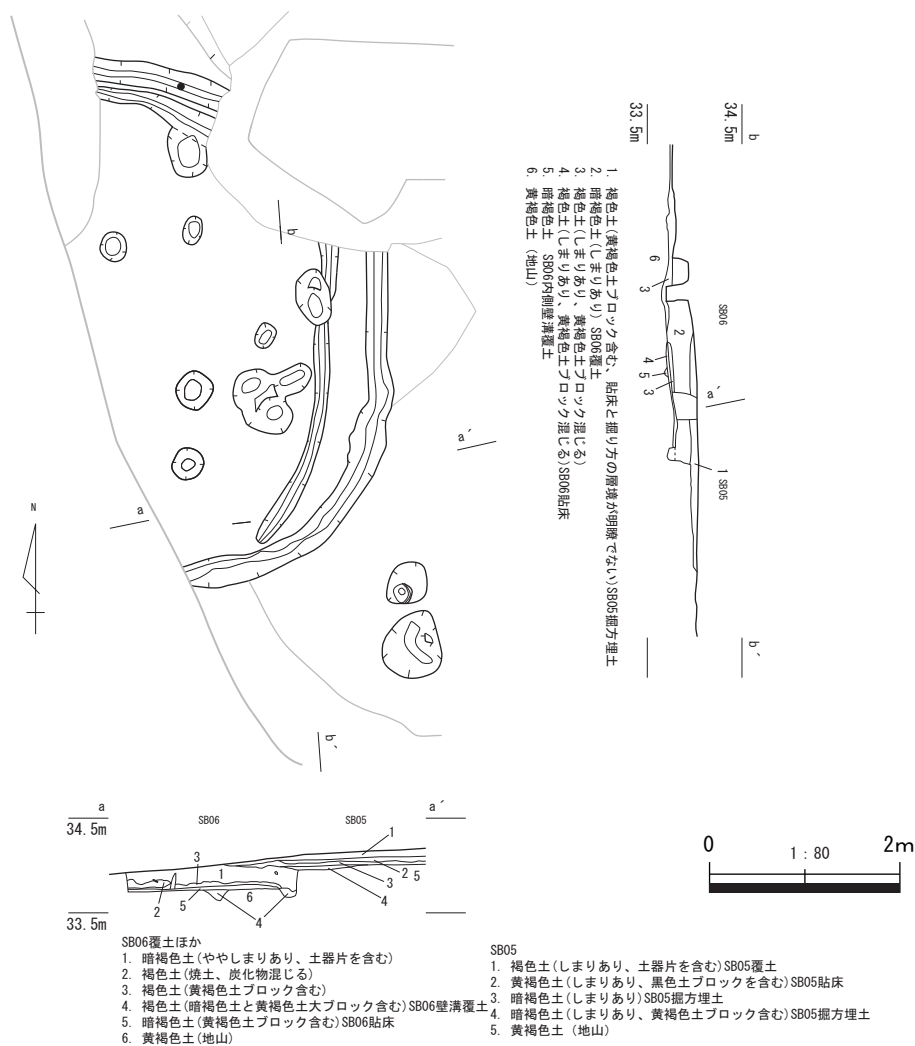 33.5m
34.5m
b
1. 褐色土(黄褐色土ブロック含む、貼床と掘り方の層境が明瞭でない)SB05掘方埋土
2. 暗褐色土(しまりあり) SB06覆土
3. 褐色土(しまりあり、黄褐色土ブロック混じる)
4. 褐色土(しまりあり、黄褐色土ブロック混じる)SB06貼床
5. 暗褐色土 SB06内側壁溝覆土
6. 黄褐色土 (地山)
6
3
2
SB06
4
5
3
a′
1
SB05
b′
b
a′
a
N
b′
a
SB06
SB05
a′
34.5m
33.5m
3
1
1
2
5
3
4
2
5
6
4
0
1 : 80
2m
SB06覆土ほか
1. 暗褐色土(ややしまりあり、土器片を含む)
2. 褐色土(焼土、炭化物混じる)
3. 褐色土(黄褐色土ブロック含む)
4. 褐色土(暗褐色土と黄褐色土大ブロック含む)SB06壁溝覆土
5. 暗褐色土(黄褐色土ブロック含む)SB06貼床
6. 黄褐色土(地山)
SB05
1. 褐色土(しまりあり、土器片を含む)SB05覆土
2. 黄褐色土(しまりあり、黒色土ブロックを含む)SB05貼床
3. 暗褐色土(しまりあり)SB05掘方埋土
4. 暗褐色土(しまりあり、黄褐色土ブロック含む)SB05掘方埋土
5. 黄褐色土 (地山)